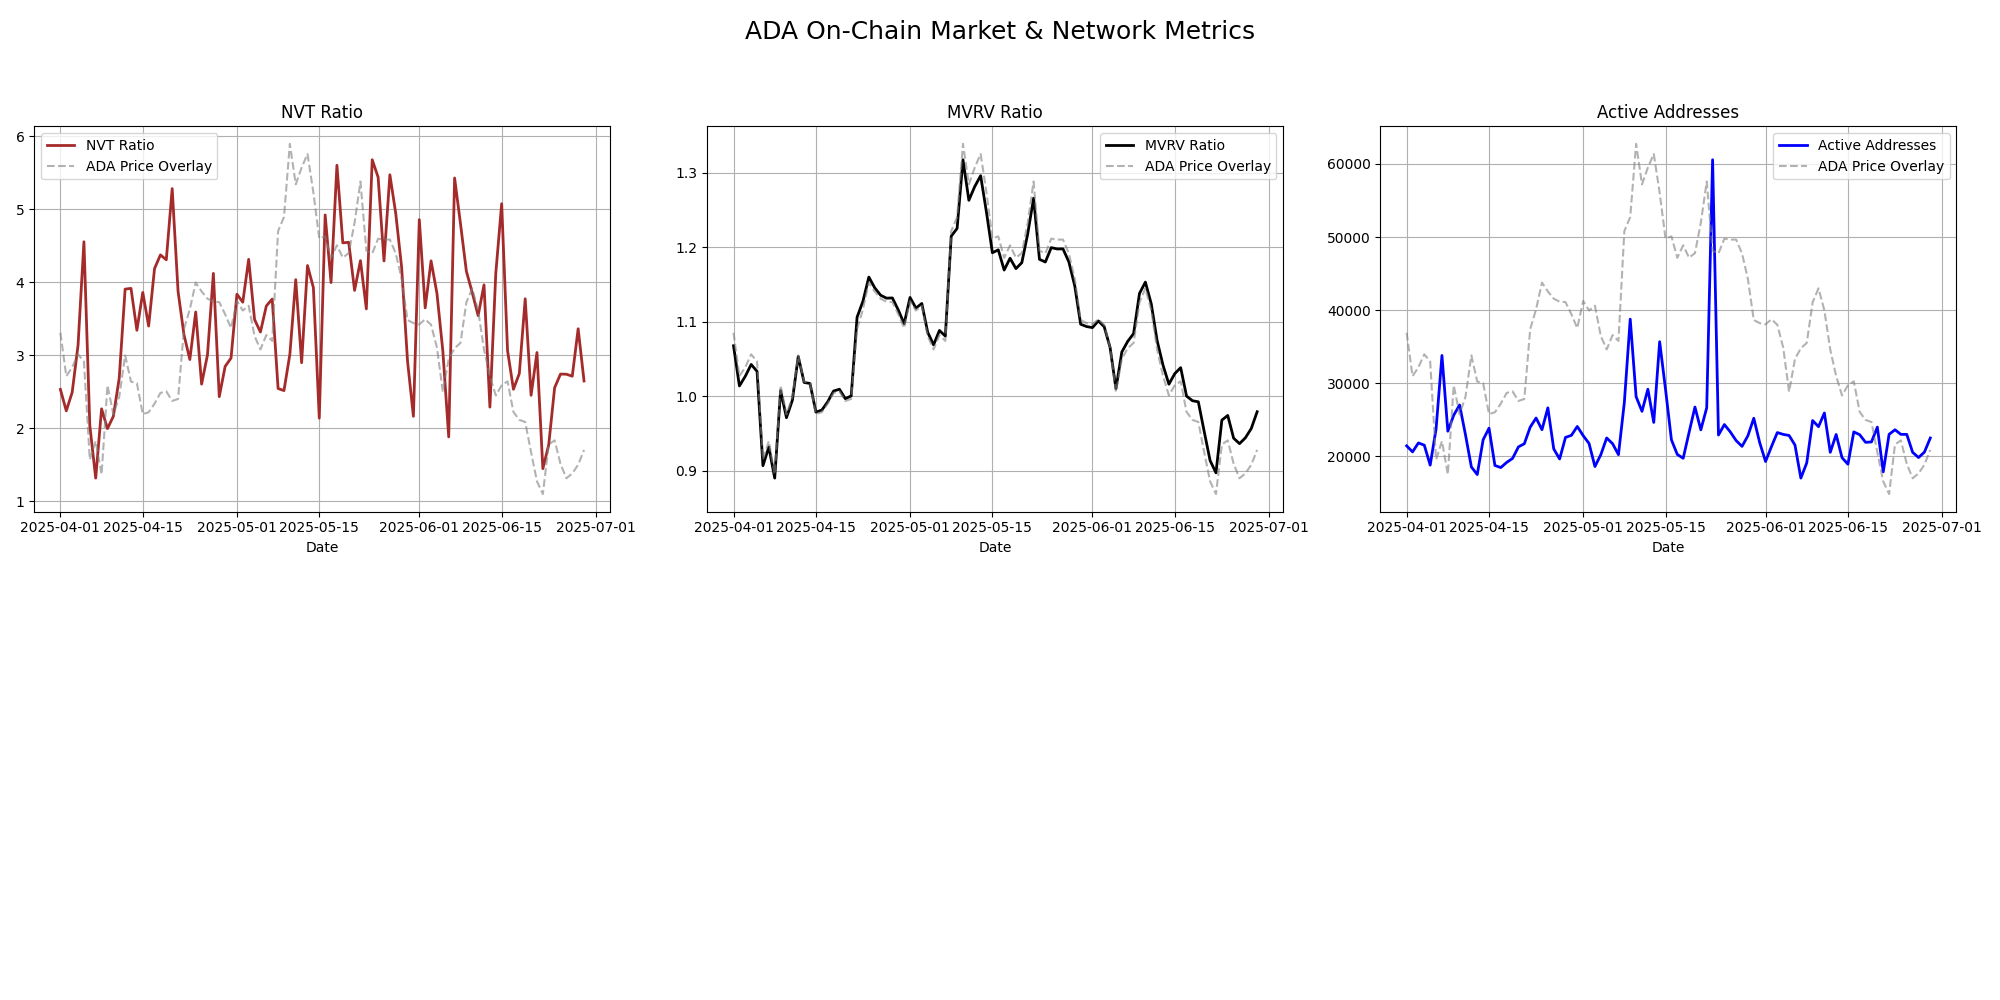 ADA On-Chain Market & Network Metrics
NVT Ratio
NVT Ratio
ADA Price Overlay
6
5
4
3
2
1
2025-04-01 2025-04-15 2025-05-01 2025-05-15 2025-06-01 2025-06-15 2025-07-01
Date
MVRV Ratio
MVRV Ratio
ADA Price Overlay
1.3
1.2
1.1
1.0
0.9
2025-04-01 2025-04-15 2025-05-01 2025-05-15 2025-06-01 2025-06-15 2025-07-01
Date
Active Addresses
Active Addresses
ADA Price Overlay
60000
50000
40000
30000
20000
2025-04-01 2025-04-15 2025-05-01 2025-05-15 2025-06-01 2025-06-15 2025-07-01
Date